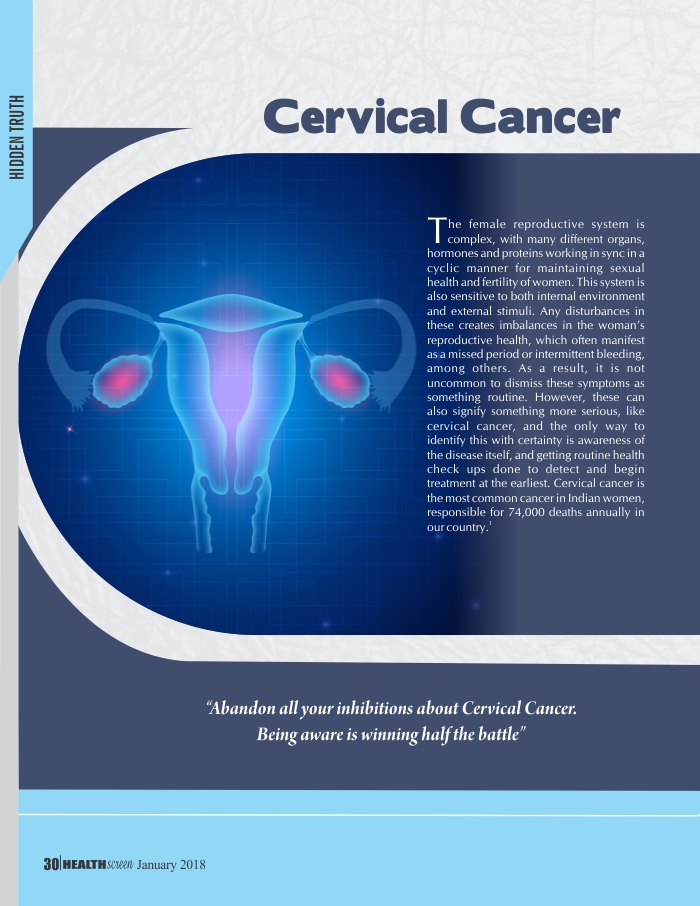 HIDDEN TRUTH
Cervical Cancer
The female reproductive system is
complex, with many different organs,
hormones and proteins working in sync in a
cyclic manner for maintaining sexual
health and fertility of women. This system is
also sensitive to both internal environment
and external stimuli. Any disturbances in
these creates imbalances in the woman's
reproductive health, which often manifest
as a missed period or intermittent bleeding,
among others. As a result, it is not
uncommon to dismiss these symptoms as
something routine. However, these can
also signify something more serious, like
cervical cancer, and the only way to
identify this with certainty is awareness of
the disease itself, and getting routine health
check ups done to detect and begin
treatment at the earliest. Cervical cancer is
the most common cancer in Indian women,
responsible for 74,000 deaths annually in
our country.¹
“Abandon all your inhibitions about Cervical Cancer.
Being aware is winning half the battle”
30 HEALTH screen January 2018